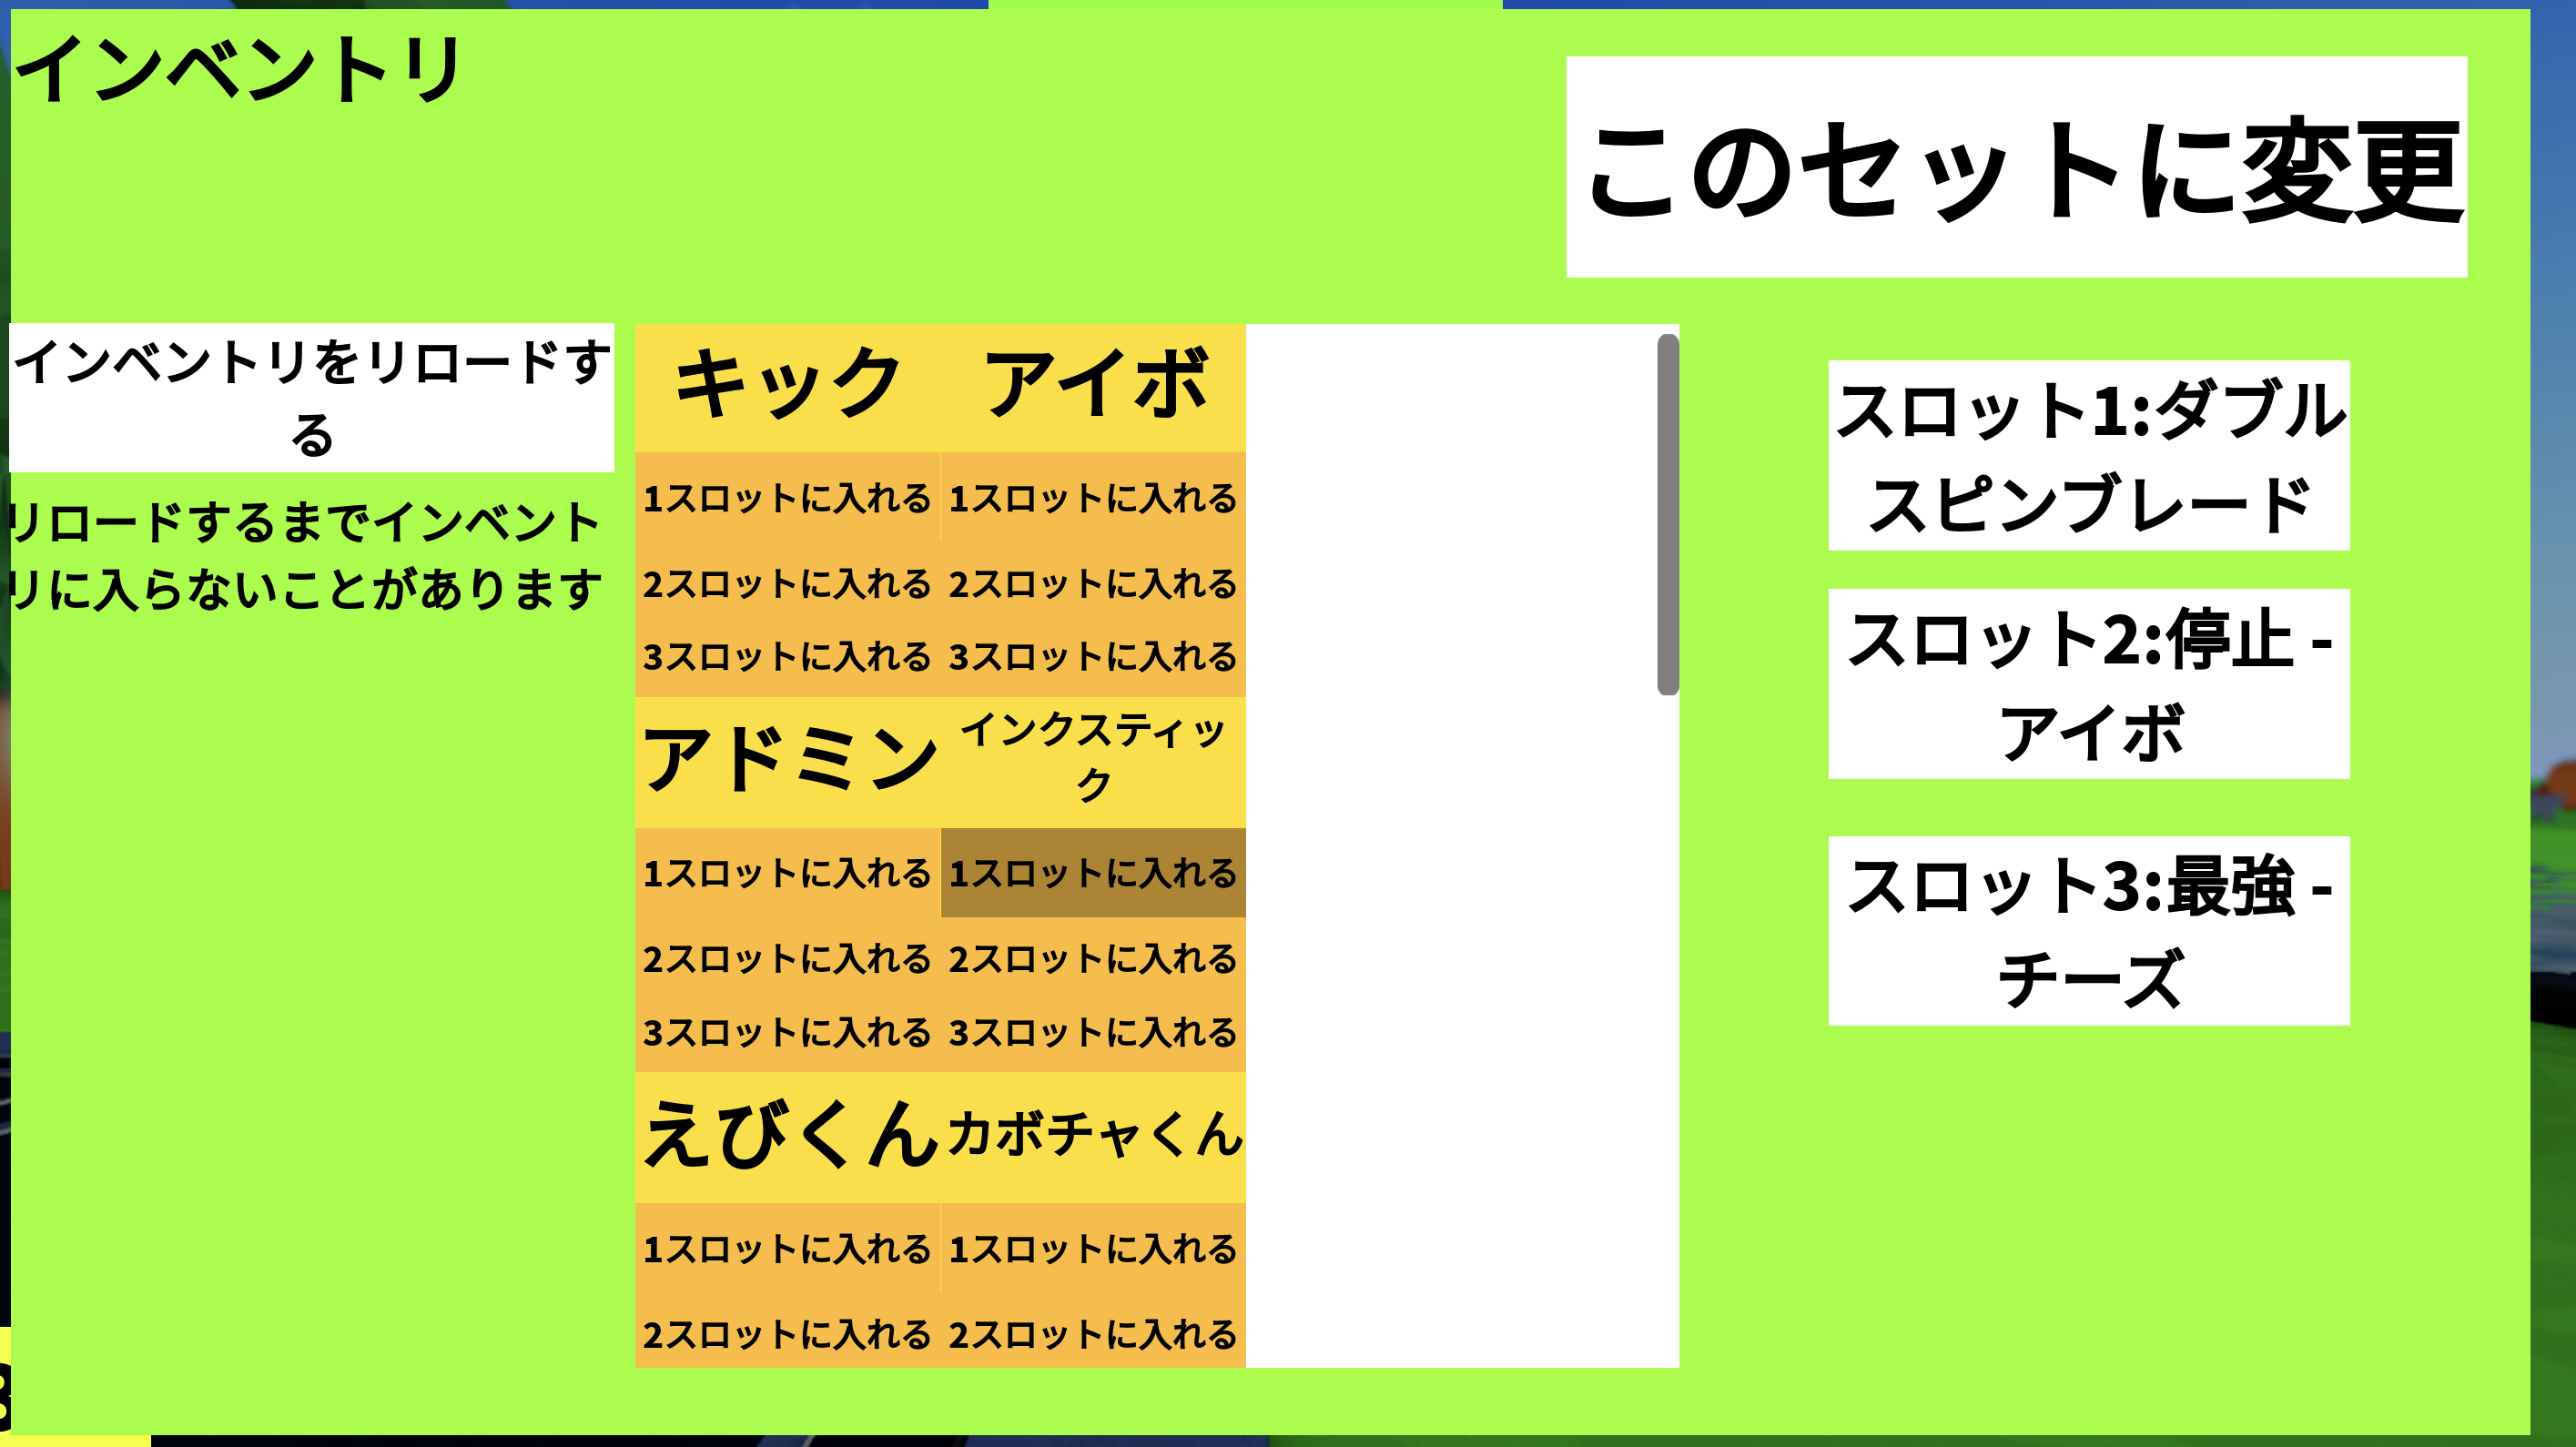 インベントリ
このセットに変更
インベントリをリロードす
る
リロードするまでインベント
リに入らないことがあります
キック
アイボ
1スロットに入れる
1スロットに入れる
2スロットに入れる
2スロットに入れる
3スロットに入れる
3スロットに入れる
アドミン
インクスティッ
ク
1スロットに入れる
1スロットに入れる
2スロットに入れる
2スロットに入れる
3スロットに入れる
3スロットに入れる
えびくん
カボチャくん
1スロットに入れる
1スロットに入れる
2スロットに入れる
2スロットに入れる
スロット1:ダブル
スピンブレード
スロット2:停止 -
アイボ
スロット3:最強 -
チーズ